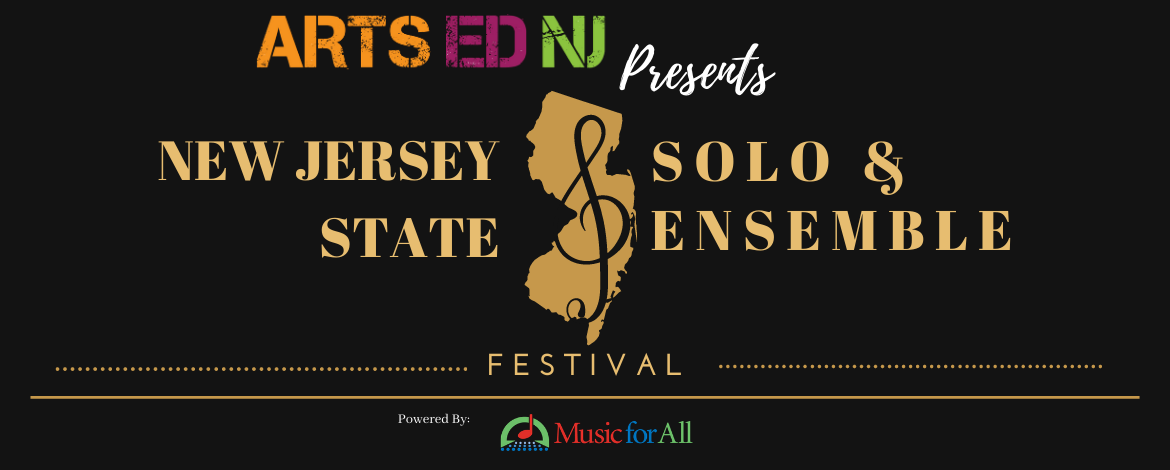 ARTS ED NJ
Presents
NEW JERSEY
STATE
SOLO &
ENSEMBLE
FESTIVAL
Powered By:
Music for All